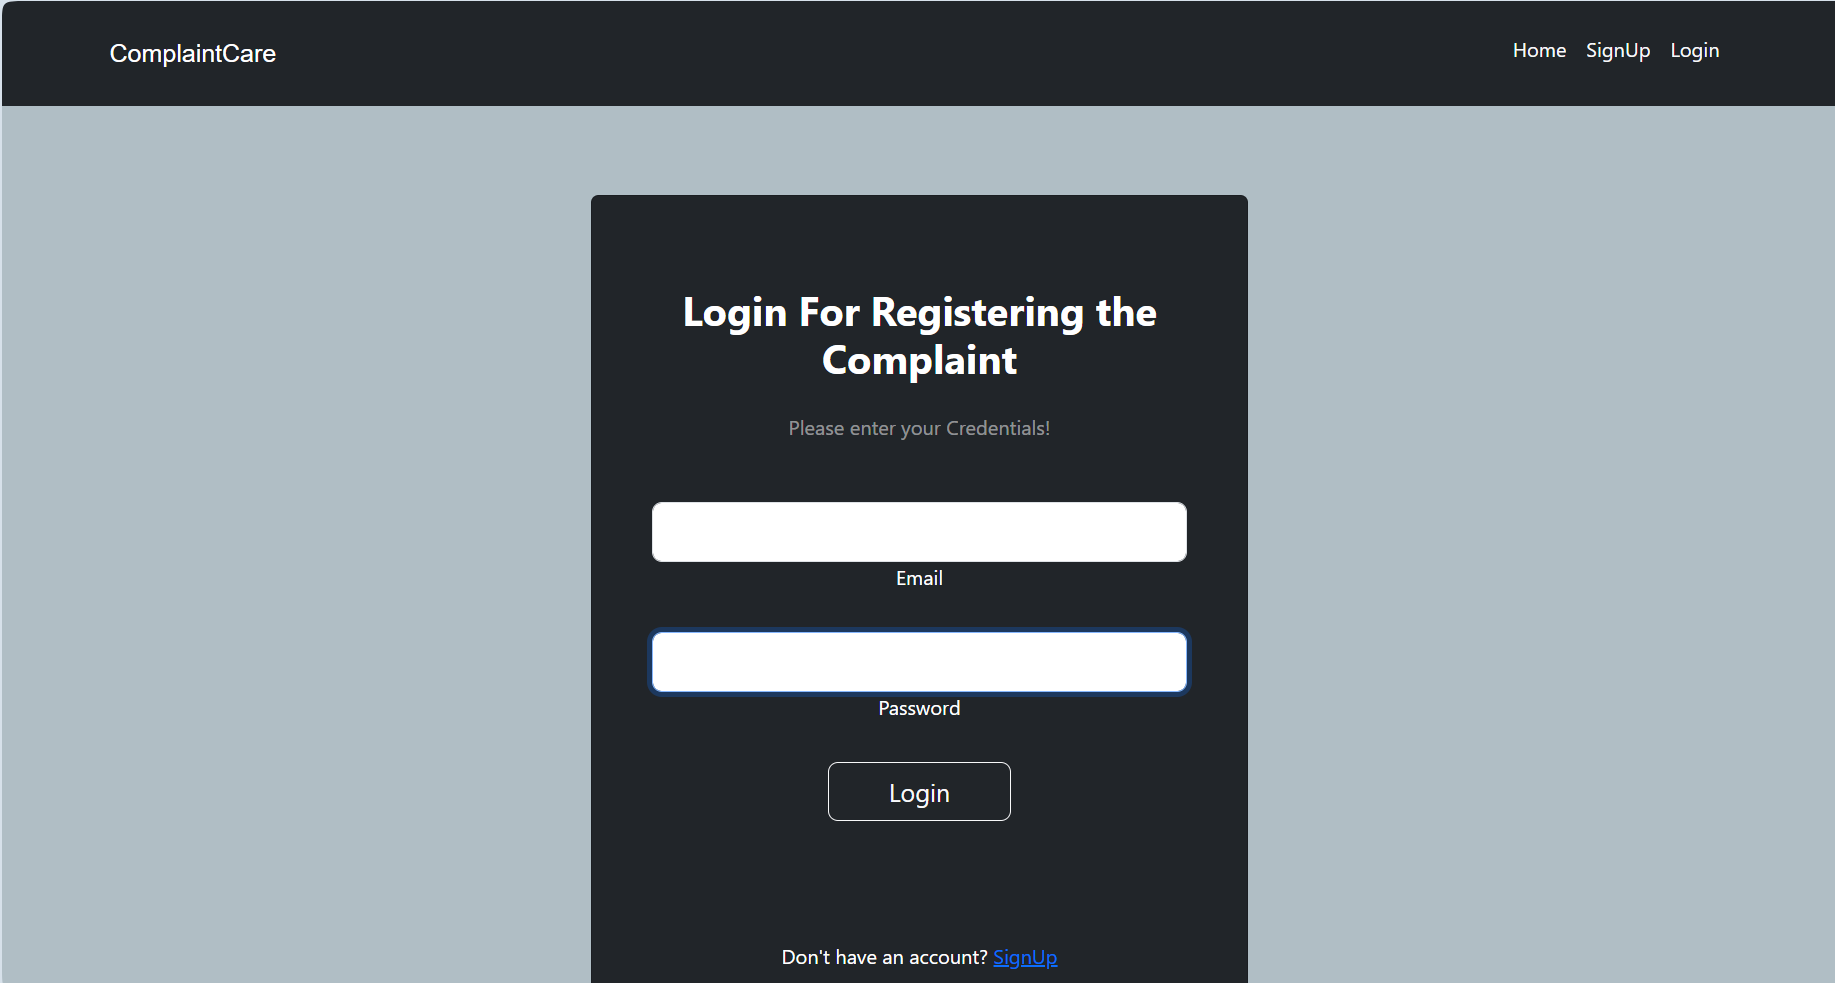 ComplaintCare
Home SignUp Login
Login For Registering the
Complaint
Please enter your Credentials!
Email
Password
Login
Don't have an account? SignUp